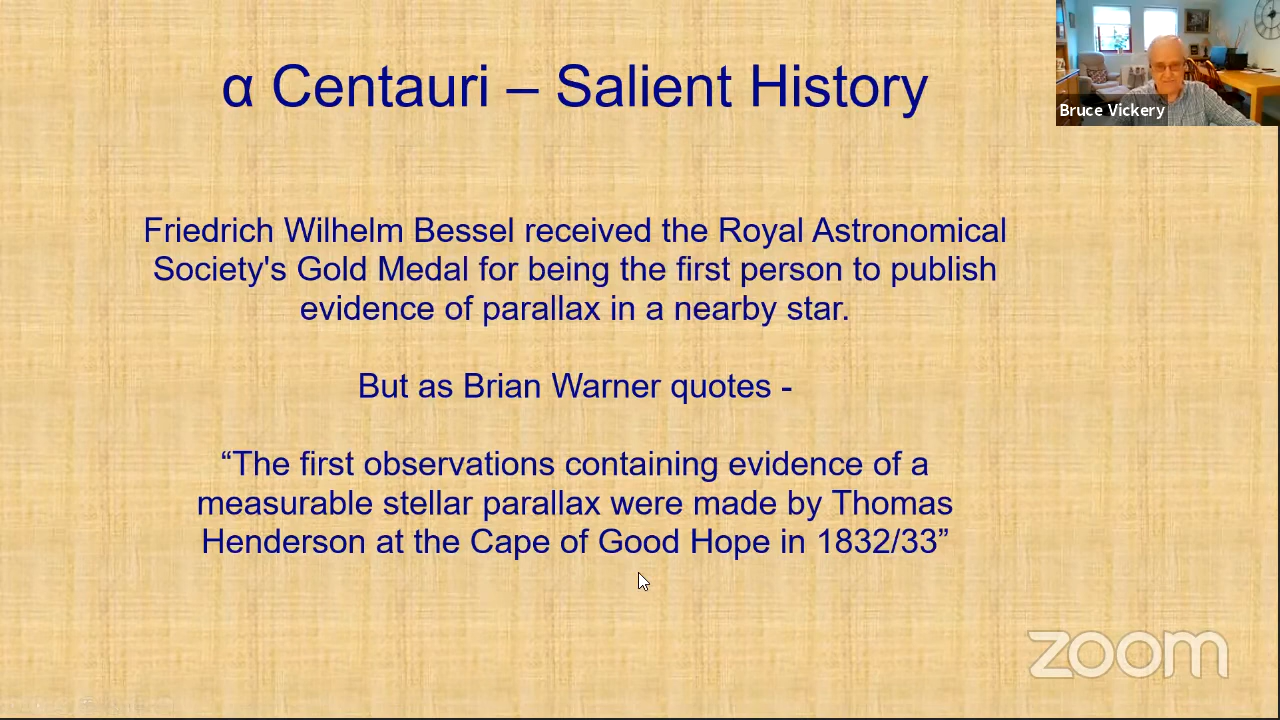 α Centauri – Salient History
Bruce Vickery
Friedrich Wilhelm Bessel received the Royal Astronomical
Society's Gold Medal for being the first person to publish
evidence of parallax in a nearby star.
But as Brian Warner quotes -
“The first observations containing evidence of a
measurable stellar parallax were made by Thomas
Henderson at the Cape of Good Hope in 1832/33”
zoom